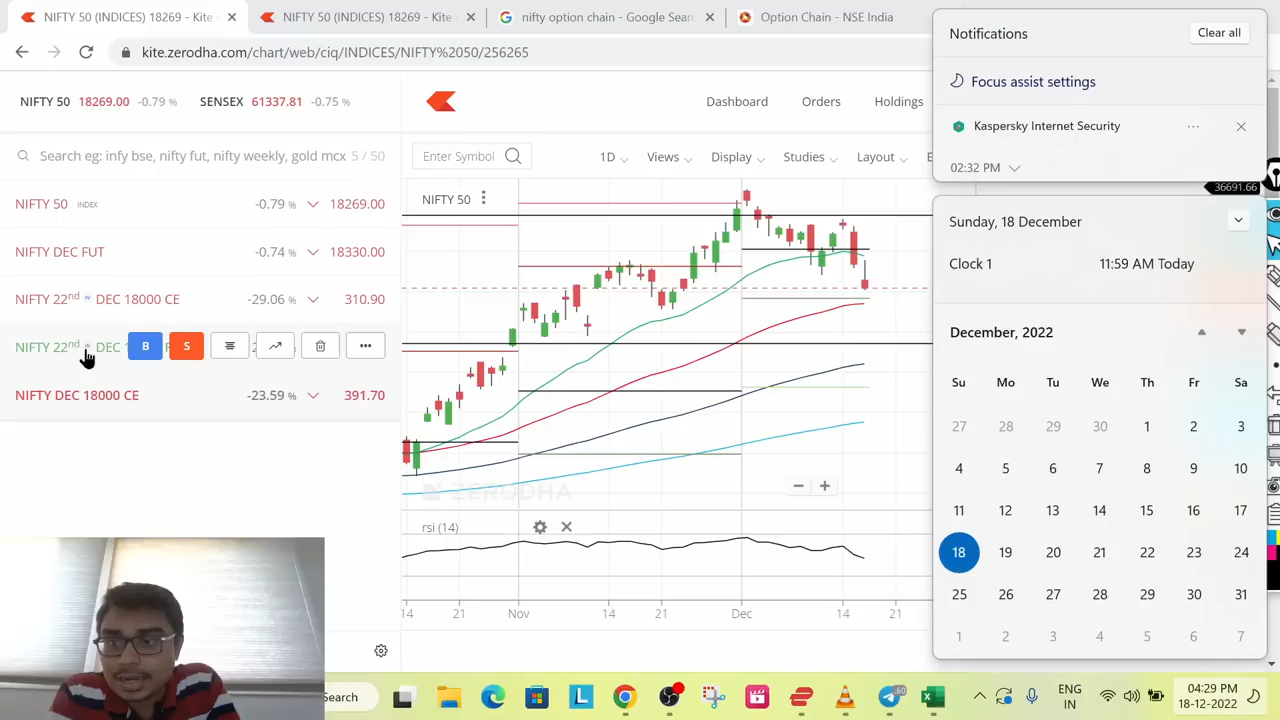 NIFTY 50 (INDICES) 18269 - Kite
NIFTY 50 (INDICES) 18269 - Kite
nifty option chain - Google Sear
Option Chain - NSE India
kite.zerodha.com/chart/web/ciq/INDICES/NIFTY%2050/256265
NIFTY 50 18269.00 -0.79 % SENSEX 61337.81 -0.75 %
Dashboard Orders Holdings
Search eg: infy bse, nifty fut, nifty weekly, gold mcx 5 / 50
Enter Symbol 1D Views Display Studies Layout E
NIFTY 50 INDEX -0.79 % 18269.00
NIFTY DEC FUT -0.74 % 18330.00
NIFTY 22nd w DEC 18000 CE -29.06 % 310.90
NIFTY 22nd w DEC 1 B S
NIFTY DEC 18000 CE -23.59 % 391.70
NIFTY 50
ZERODHA
rsi (14)
14 21 Nov 14 21 Dec 14 21
Notifications Clear all
Focus assist settings
Kaspersky Internet Security
02:32 PM
36691.66
Sunday, 18 December
Clock 1 11:59 AM Today
December, 2022
Su Mo Tu We Th Fr Sa
27 28 29 30 1 2 3
4 5 6 7 8 9 10
11 12 13 14 15 16 17
18 19 20 21 22 23 24
25 26 27 28 29 30 31
1 2 3 4 5 6 7
Search
60
ENG
IN
04:29 PM
18-12-2022